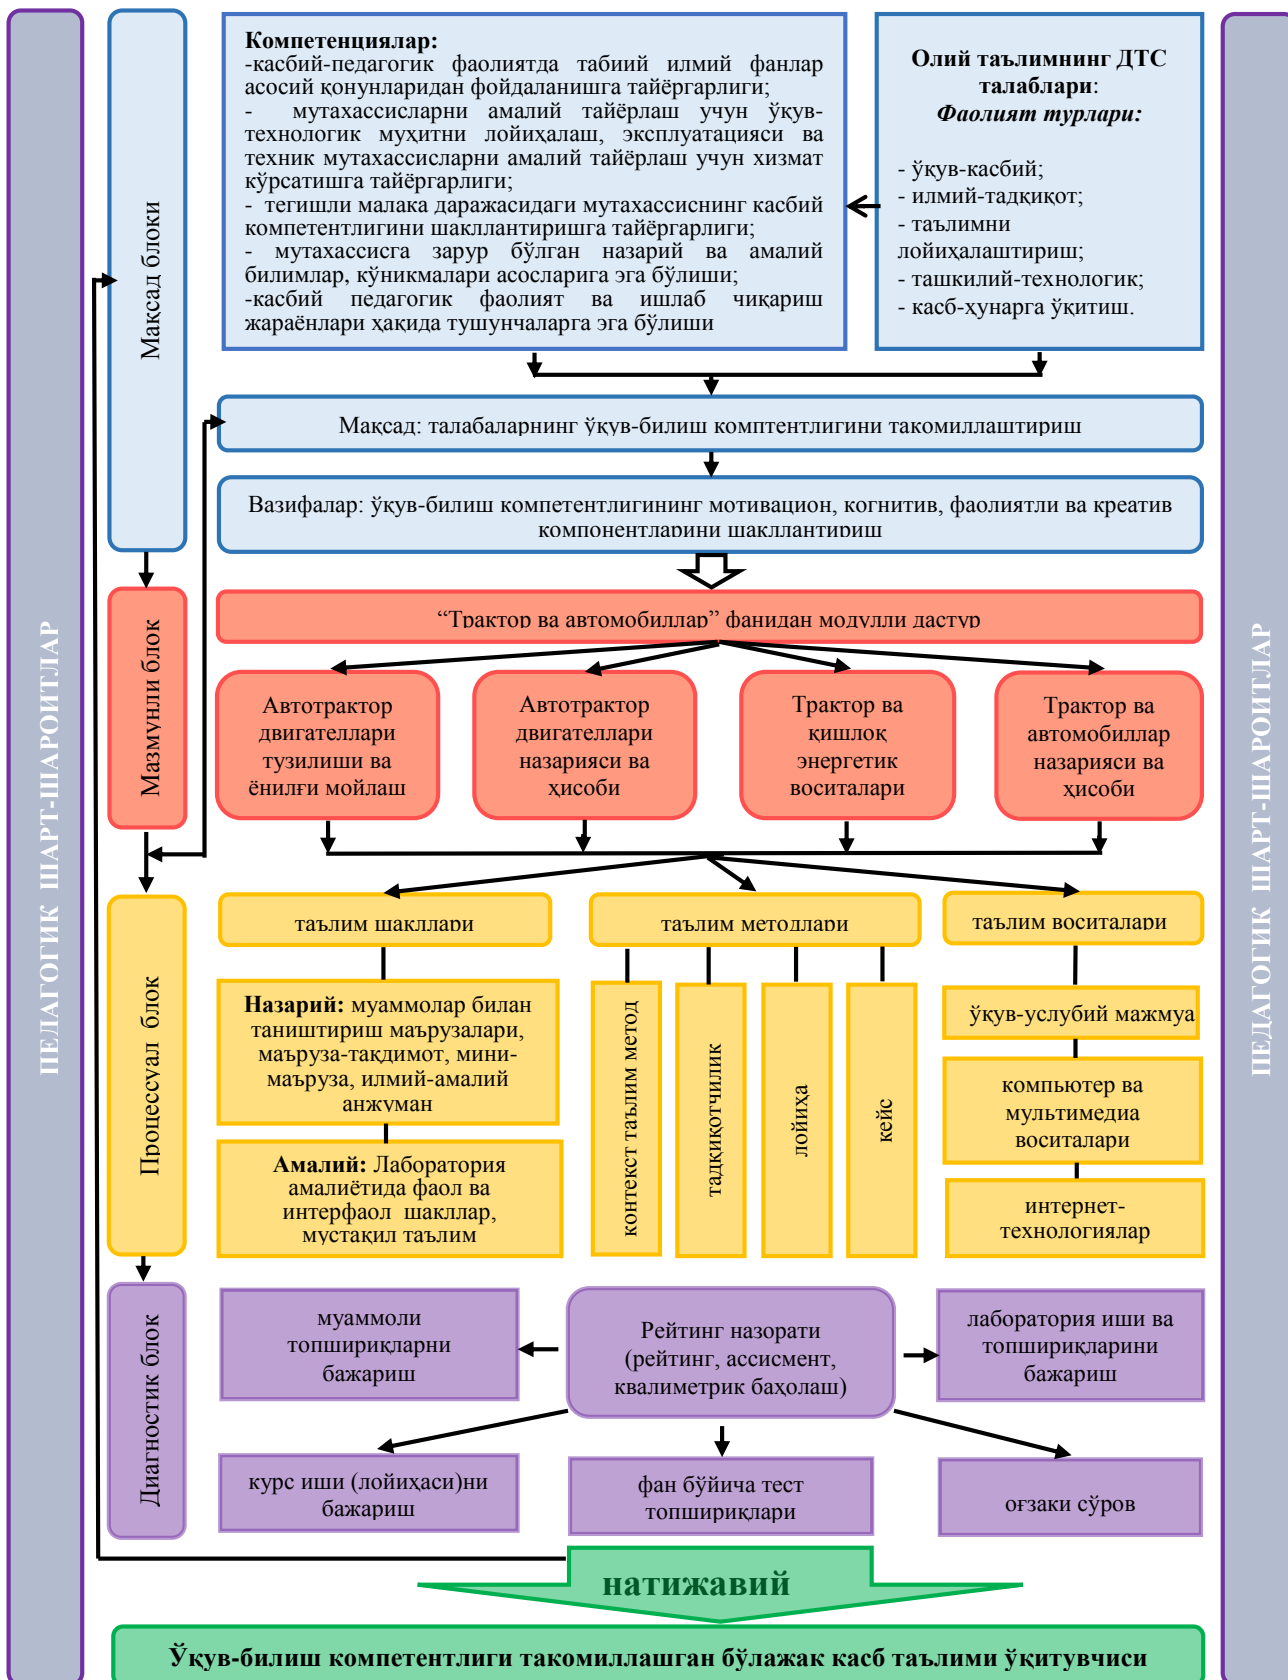 ПЕДАГОГИК ШАРТ-ШАРОИТЛАР
Мақсад блоки
Компетенциялар:
-касбий-педагогик фаолиятда табиий илмий фанлар
асосий қонунларидан фойдаланишга тайёргарлиги;
- мутахассисларни амалий тайёрлаш учун ўқув-
технологик муҳитни лойиҳалаш, эксплуатацияси ва
техник мутахассисларни амалий тайёрлаш учун хизмат
кўрсатишга тайёргарлиги;
- тегишли малака даражасидаги мутахассиснинг касбий
компетентлигини шакллантиришга тайёргарлиги;
- мутахассисга зарур бўлган назарий ва амалий
билимлар, кўникмалари асосларига эга бўлиши;
-касбий педагогик фаолият ва ишлаб чиқариш
жараёнлари ҳақида тушунчаларга эга бўлиши
Олий таълимнинг ДТС
талаблари:
Фаолият турлари:
- ўқув-касбий;
- илмий-тадқиқот;
- таълимни
лойиҳалаштириш;
- ташкилий-технологик;
- касб-ҳунарга ўқитиш.
Мақсад: талабаларнинг ўқув-билиш комптентлигини такомиллаштириш
Вазифалар: ўқув-билиш компетентлигининг мотивацион, когнитив, фаолиятли ва креатив
компонентларини шакллантириш
Мазмунли блок
“Трактор ва автомобиллар” фанидан модулли дастур
Автотрактор
двигателлари
тузилиши ва
ёнилғи мойлаш
Автотрактор
двигателлари
назарияси ва
ҳисоби
Трактор ва
қишлоқ
энергетик
воситалари
Трактор ва
автомобиллар
назарияси ва
ҳисоби
Процессуал блок
таълим шакллари
таълим методлари
таълим воситалари
Назарий: муаммолар билан
таништириш маърузалари,
маъруза-тақдимот, мини-
маъруза, илмий-амалий
анжуман
Амалий: Лаборатория
амалиётида фаол ва
интерфаол шакллар,
мустақил таълим
контекст таълим метод
тадқиқотчилик
лойиҳа
кейс
ўқув-услубий мажмуа
компьютер ва
мультимедиа
воситалари
интернет-
технологиялар
Диагностик блок
муаммоли
топшириқларни
бажариш
Рейтинг назорати
(рейтинг, ассисмент,
квалиметрик баҳолаш)
лаборатория иши ва
топшириқларини
бажариш
курс иши (лойиҳаси)ни
бажариш
фан бўйича тест
топшириқлари
оғзаки сўров
натижавий
Ўқув-билиш компетентлиги такомиллашган бўлажак касб таълими ўқитувчиси
ПЕДАГОГИК ШАРТ-ШАРОИТЛАР